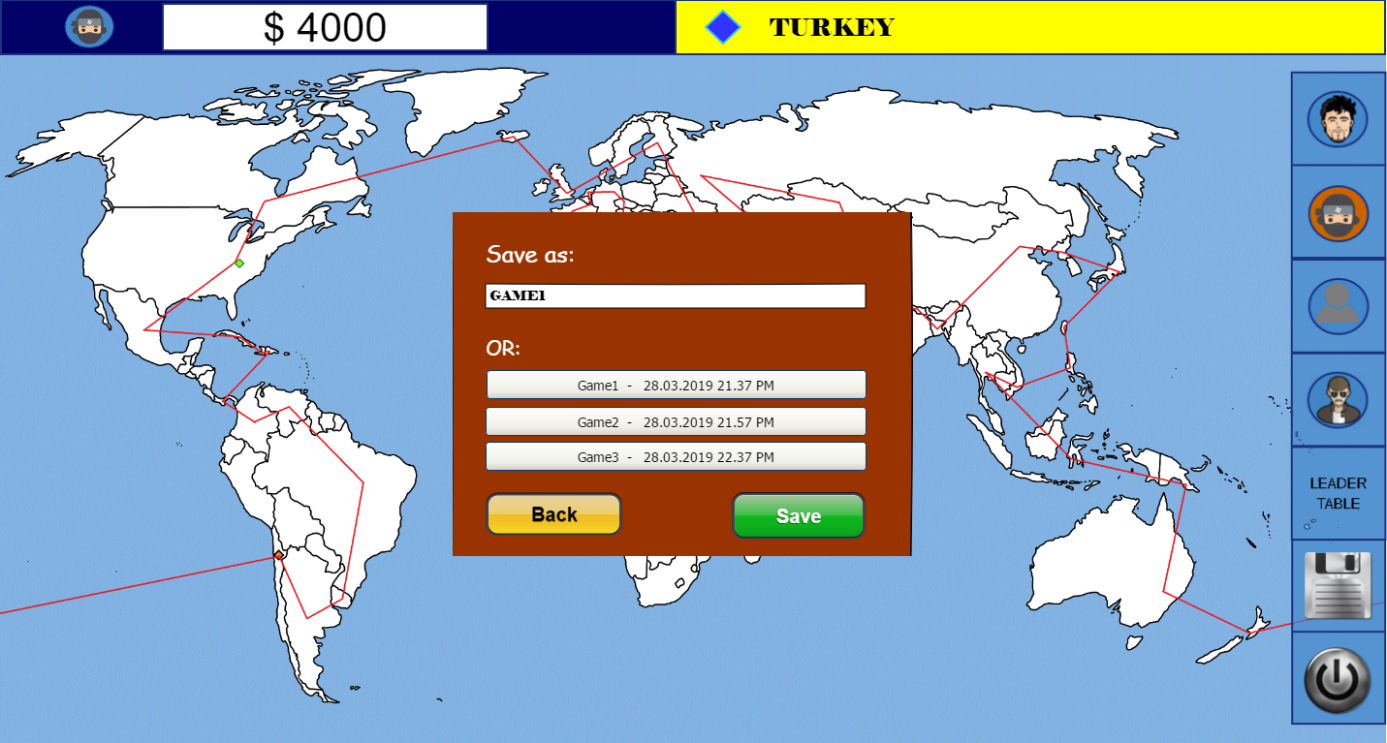 $ 4000
TURKEY
Save as:
GAME1
OR:
Game1 - 28.03.2019 21.37 PM
Game2 - 28.03.2019 21.57 PM
Game3 - 28.03.2019 22.37 PM
Back
Save
LEADER
TABLE